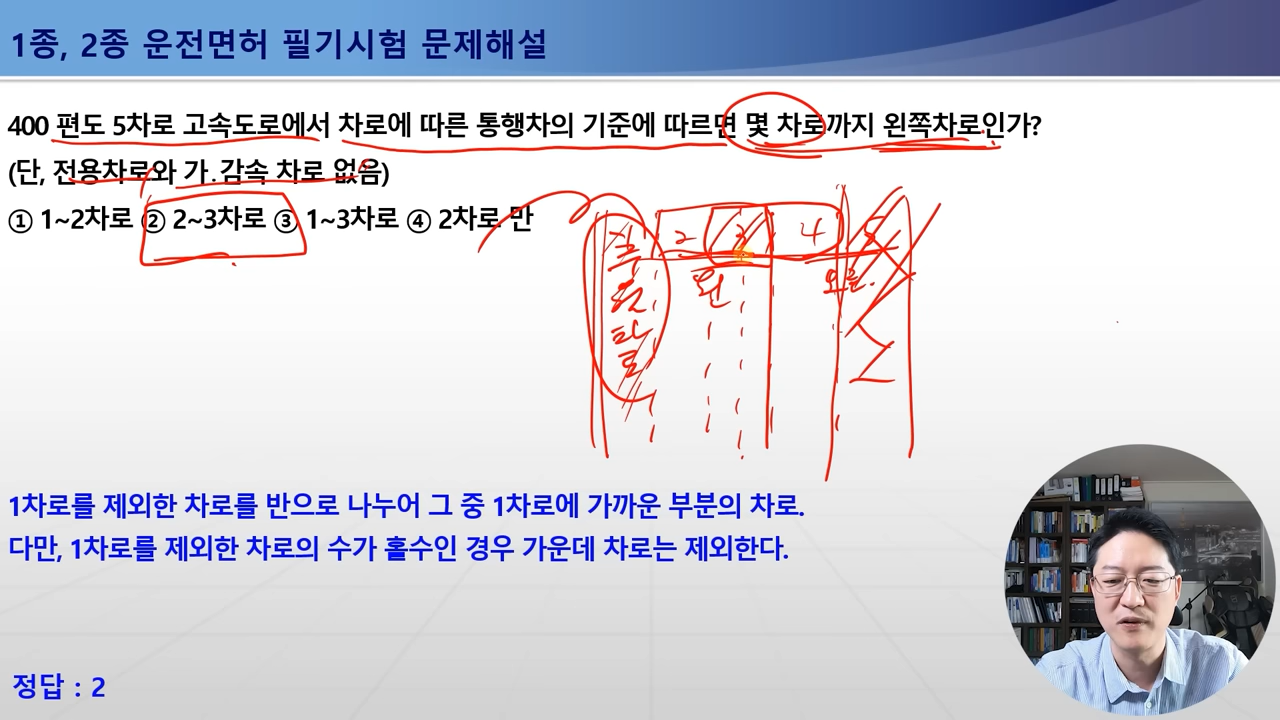 1종, 2종 운전면허 필기시험 문제해설
400 편도 5차로 고속도로에서 차로에 따른 통행차의 기준에 따르면 몇 차로까지 왼쪽차로인가?
(단, 전용차로와 가.감속 차로 없음)
① 1~2차로 ② 2~3차로 ③ 1~3차로 ④ 2차로 만
2 3 4 5
왼 오른
1차로를 제외한 차로를 반으로 나누어 그 중 1차로에 가까운 부분의 차로.
다만, 1차로를 제외한 차로의 수가 홀수인 경우 가운데 차로는 제외한다.
정답 : 2